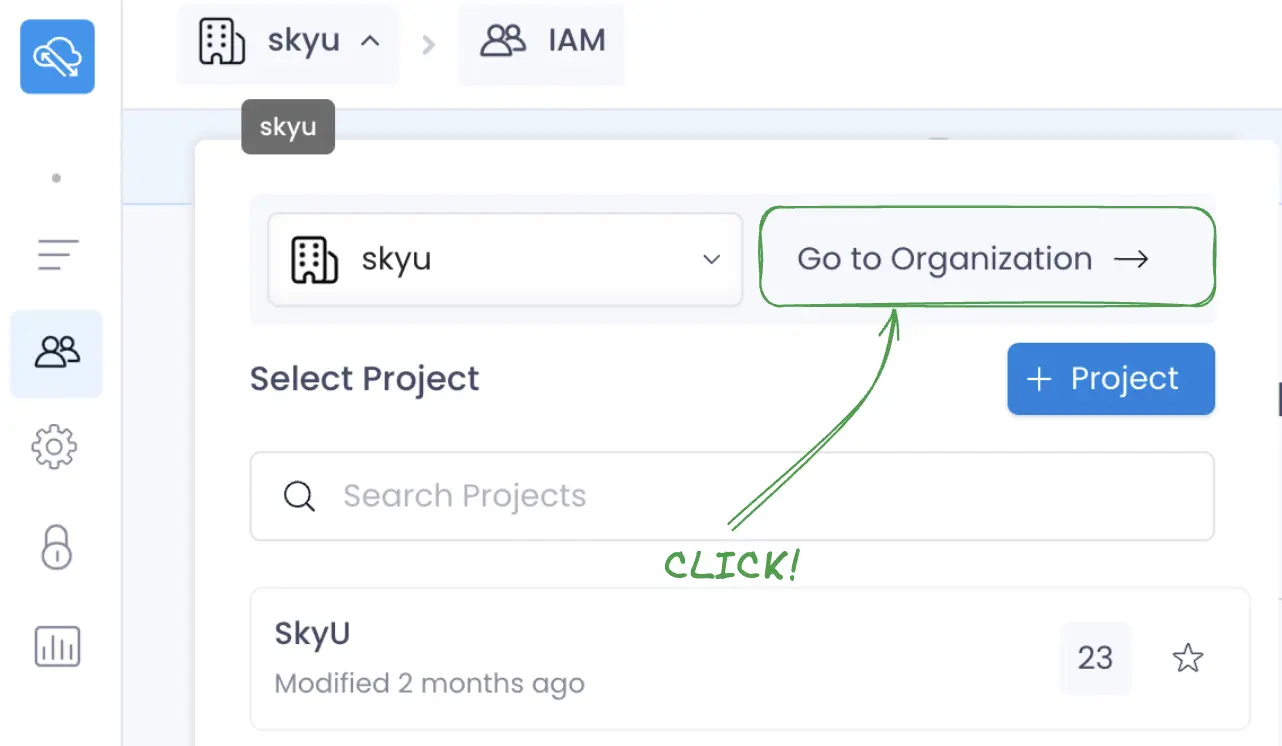 skyu IAM
skyu
skyu Go to Organization →
Select Project + Project
Search Projects
CLICK!
SkyU
Modified 2 months ago
23